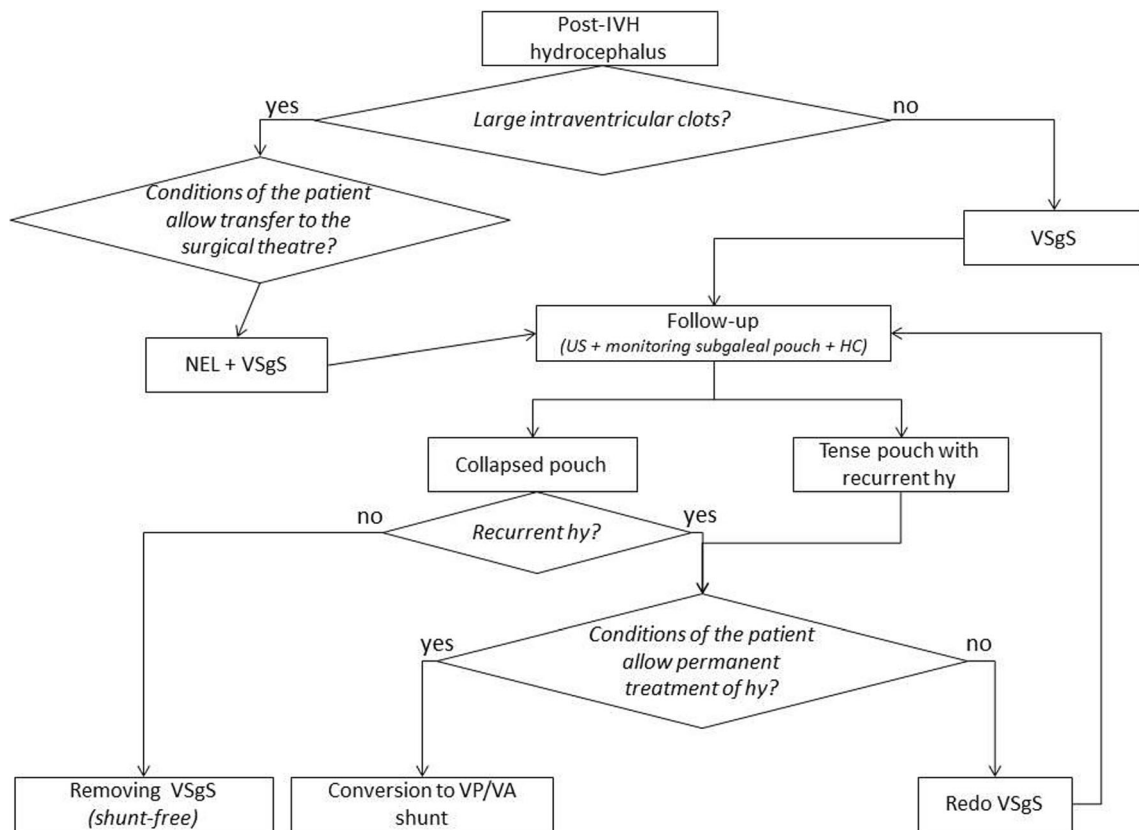 Post-IVH
hydrocephalus
yes
Large intraventricular clots?
no
Conditions of the patient
allow transfer to the
surgical theatre?
VSgS
NEL + VSgS
Follow-up
(US + monitoring subgaleal pouch + HC)
Collapsed pouch
Tense pouch with
recurrent hy
no
Recurrent hy?
yes
yes
Conditions of the patient
allow permanent
treatment of hy?
no
Removing VSgS
(shunt-free)
Conversion to VP/VA
shunt
Redo VSgS